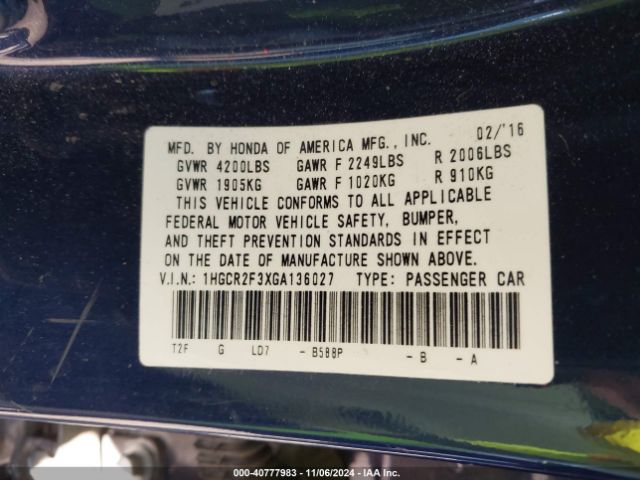 MFD. BY HONDA OF AMERICA MFG., INC. 02/'16
GVWR 4200LBS GAWR F 2249LBS R 2006LBS
GVWR 1905KG GAWR F 1020KG R 910KG
THIS VEHICLE CONFORMS TO ALL APPLICABLE
FEDERAL MOTOR VEHICLE SAFETY, BUMPER,
AND THEFT PREVENTION STANDARDS IN EFFECT
ON THE DATE OF MANUFACTURE SHOWN ABOVE.
V.I.N.: 1HGCR2F3XGA136027 TYPE: PASSENGER CAR
T2F G LD7 - B588P - B - A
000-40777983 - 11/06/2024 - IAA Inc.